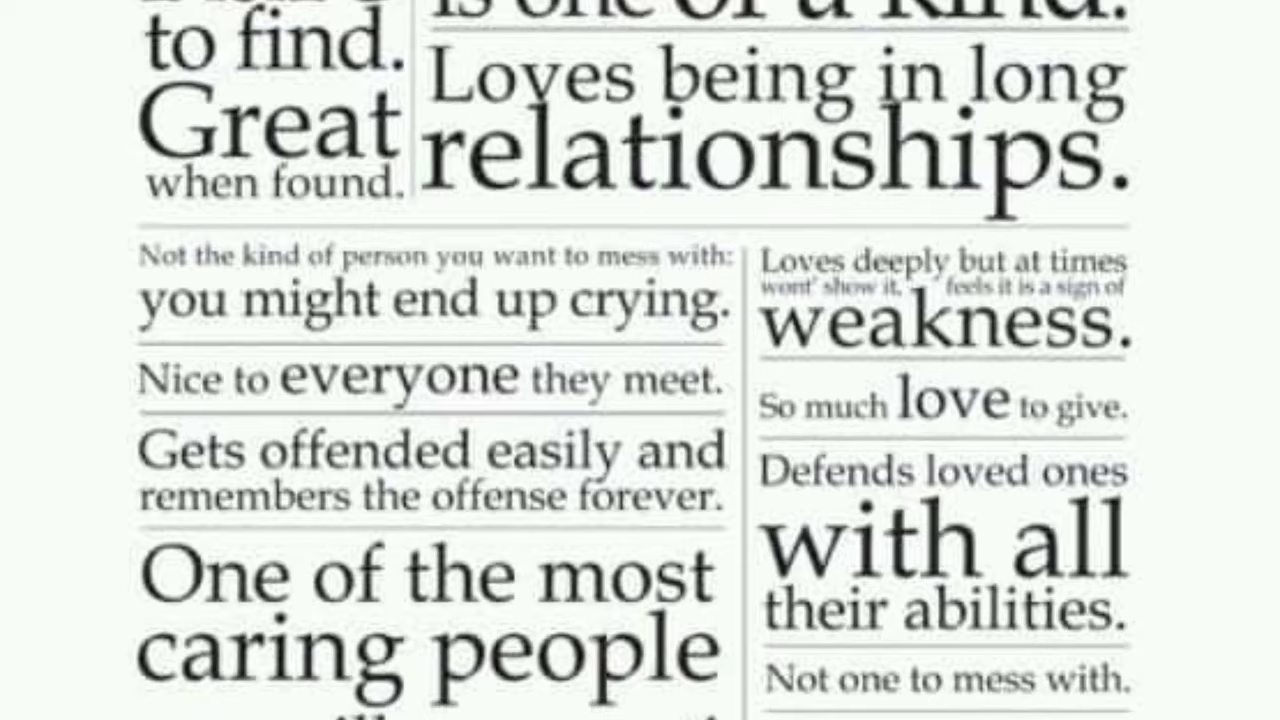 to find.
Great
when found.
is one of a kind.
Loves being in long
relationships.
Not the kind of person you want to mess with:
you might end up crying.
Nice to everyone they meet.
Gets offended easily and
remembers the offense forever.
One of the most
caring people
Loves deeply but at times
wont' show it, feels it is a sign of
weakness.
So much love to give.
Defends loved ones
with all
their abilities.
Not one to mess with.